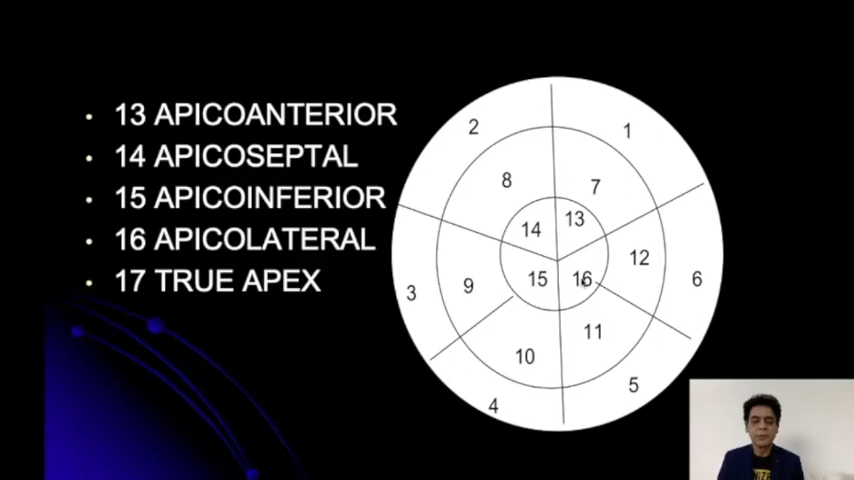 13 APICOANTERIOR
14 APICOSEPTAL
15 APICOINFERIOR
16 APICOLATERAL
17 TRUE APEX
2 1
8 7
14 13
12
3 9 15 16 6
11
10
4 5